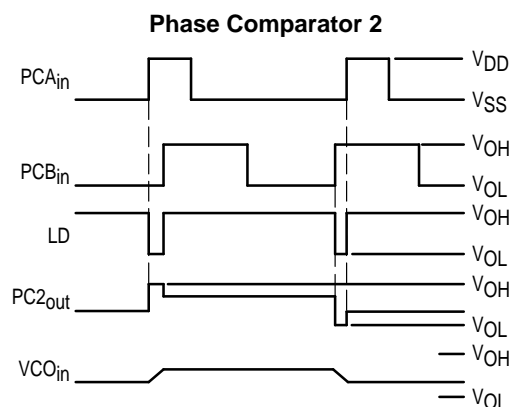 Phase Comparator 2
PCAin
VDD
VSS
PCBin
VOH
VOL
LD
VOH
VOL
PC2out
VOH
VOL
VCOin
VOH
VOL